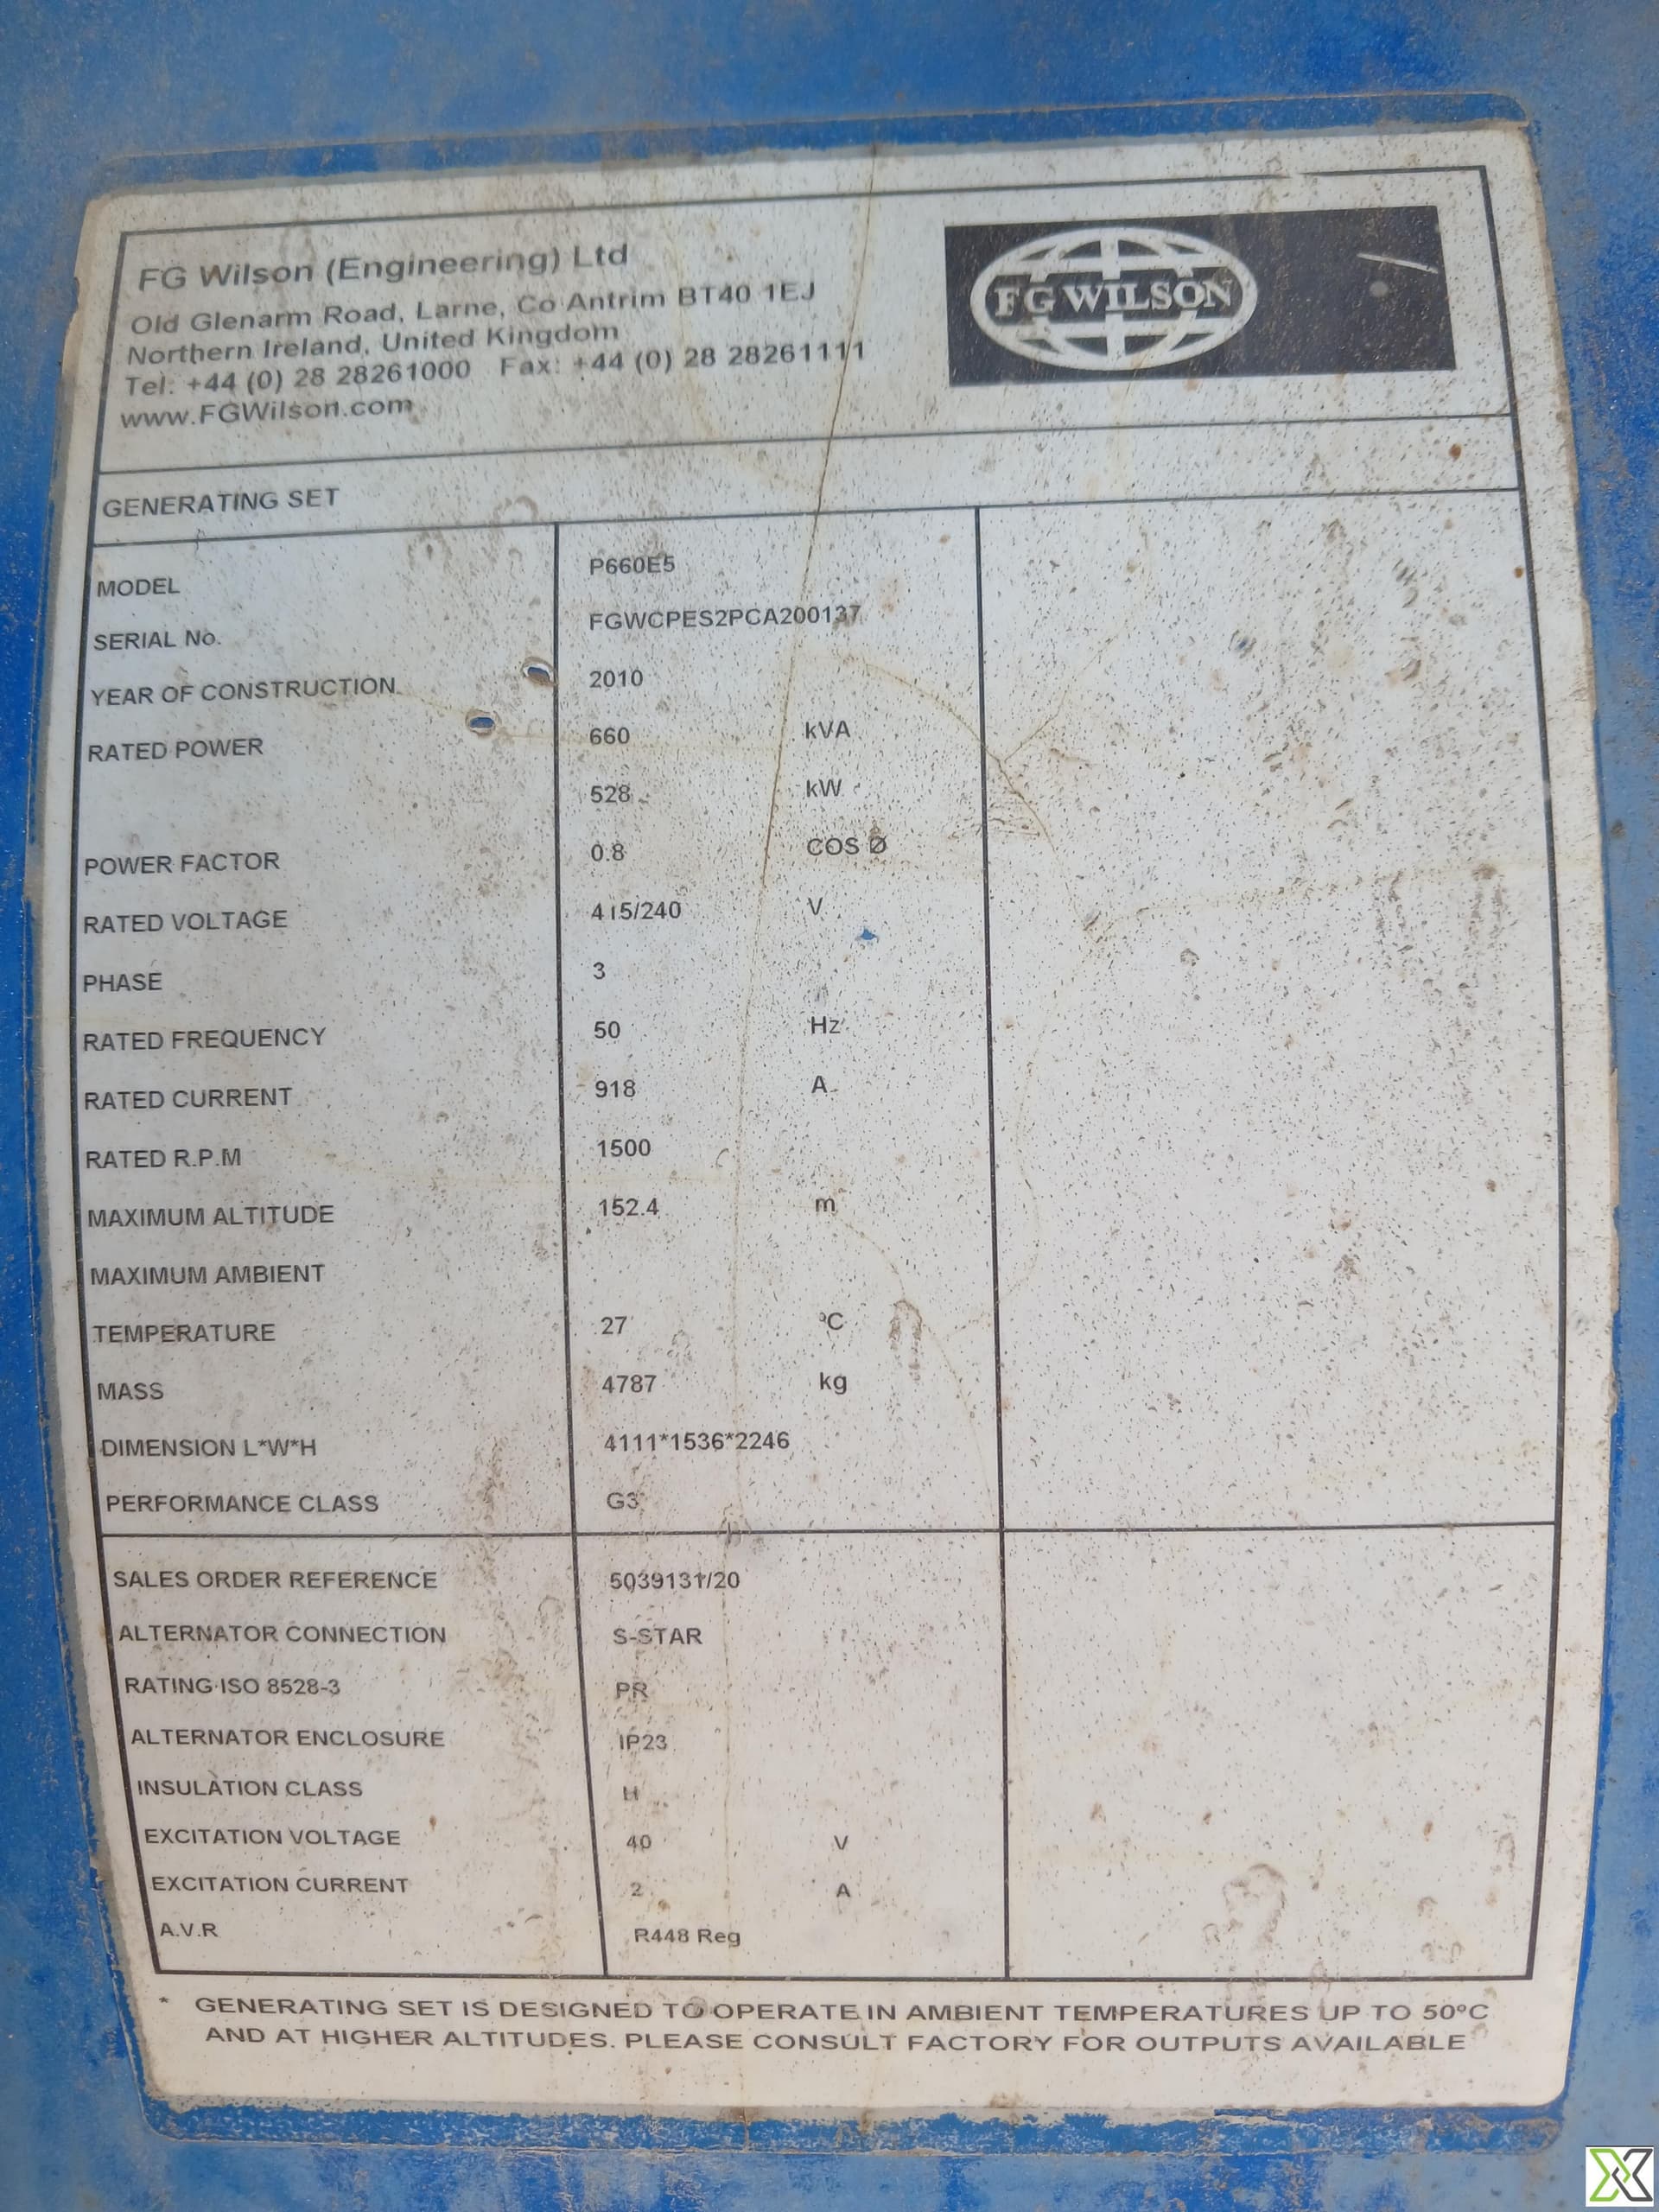 FG Wilson (Engineering) Ltd
Old Glenarm Road, Larne, Co Antrim BT40 1EJ
Northern Ireland, United Kingdom
Tel: +44 (0) 28 28261000 Fax: +44 (0) 28 28261111
www.FGWilson.com
FG WILSON
GENERATING SET
MODEL P660E5
SERIAL No. FGWCPES2PCA200137
YEAR OF CONSTRUCTION 2010
RATED POWER 660 kVA
528 kW
POWER FACTOR 0.8 COS Ø
RATED VOLTAGE 415/240 V
PHASE 3
RATED FREQUENCY 50 Hz
RATED CURRENT 918 A
RATED R.P.M 1500
MAXIMUM ALTITUDE 152.4 m
MAXIMUM AMBIENT
TEMPERATURE 27 ºC
MASS 4787 kg
DIMENSION L*W*H 4111*1536*2246
PERFORMANCE CLASS G3
SALES ORDER REFERENCE 5039131/20
ALTERNATOR CONNECTION S-STAR
RATING ISO 8528-3 PR
ALTERNATOR ENCLOSURE IP23
INSULATION CLASS H
EXCITATION VOLTAGE 40 V
EXCITATION CURRENT 2 A
A.V.R R448 Reg
* GENERATING SET IS DESIGNED TO OPERATE IN AMBIENT TEMPERATURES UP TO 50ºC
AND AT HIGHER ALTITUDES. PLEASE CONSULT FACTORY FOR OUTPUTS AVAILABLE